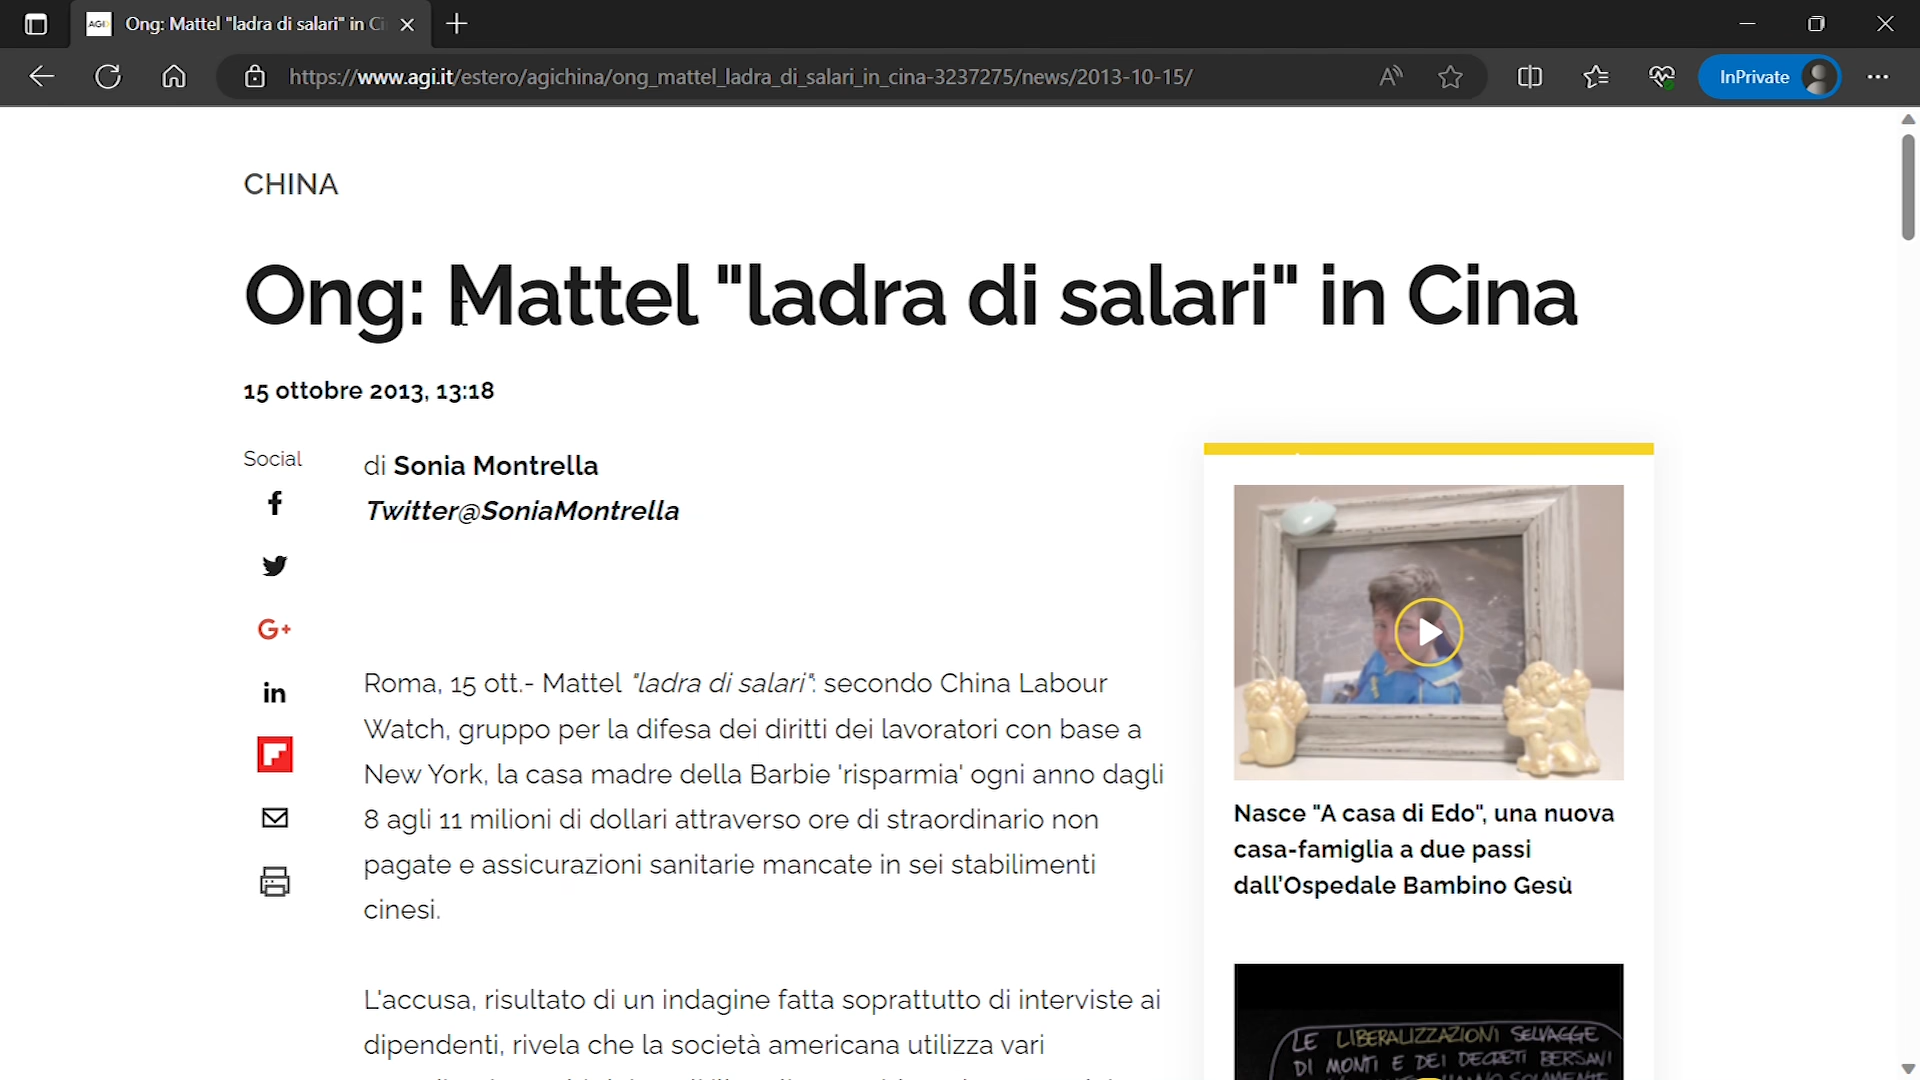 AGI Ong: Mattel "ladra di salari" in Ci
https://www.agi.it/estero/agichina/ong_mattel_ladra_di_salari_in_cina-3237275/news/2013-10-15/
InPrivate
CHINA
Ong: Mattel "ladra di salari" in Cina
15 ottobre 2013, 13:18
Social
di Sonia Montrella
Twitter@SoniaMontrella
Roma, 15 ott.- Mattel "ladra di salari": secondo China Labour
Watch, gruppo per la difesa dei diritti dei lavoratori con base a
New York, la casa madre della Barbie 'risparmia' ogni anno dagli
8 agli 11 milioni di dollari attraverso ore di straordinario non
pagate e assicurazioni sanitarie mancate in sei stabilimenti
cinesi.
L'accusa, risultato di un indagine fatta soprattutto di interviste ai
dipendenti, rivela che la società americana utilizza vari
Nasce "A casa di Edo", una nuova
casa-famiglia a due passi
dall'Ospedale Bambino Gesù
LE LIBERALIZZAZIONI SELVAGGE
DI MONTI E DEI DECRETI BERSANI